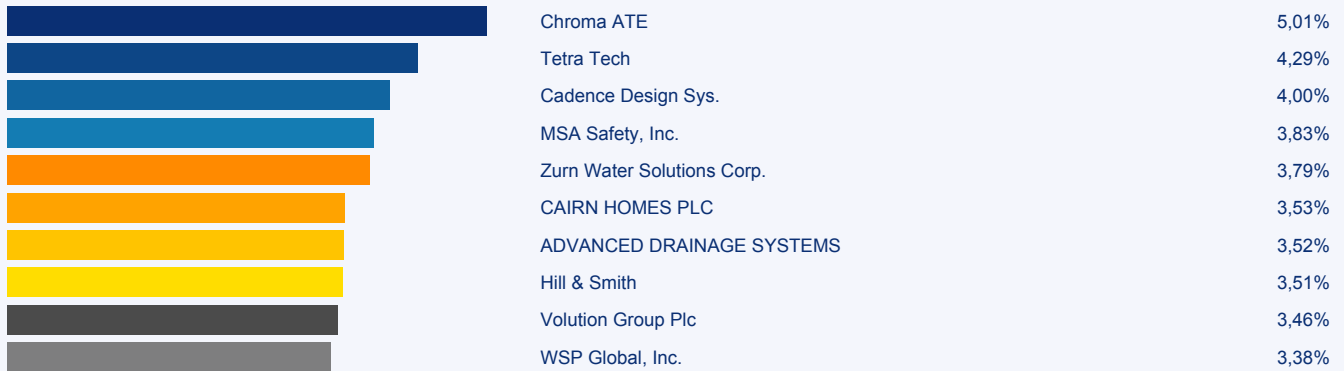 Chroma ATE 5,01%
Tetra Tech 4,29%
Cadence Design Sys. 4,00%
MSA Safety, Inc. 3,83%
Zurn Water Solutions Corp. 3,79%
CAIRN HOMES PLC 3,53%
ADVANCED DRAINAGE SYSTEMS 3,52%
Hill & Smith 3,51%
Volution Group Plc 3,46%
WSP Global, Inc. 3,38%